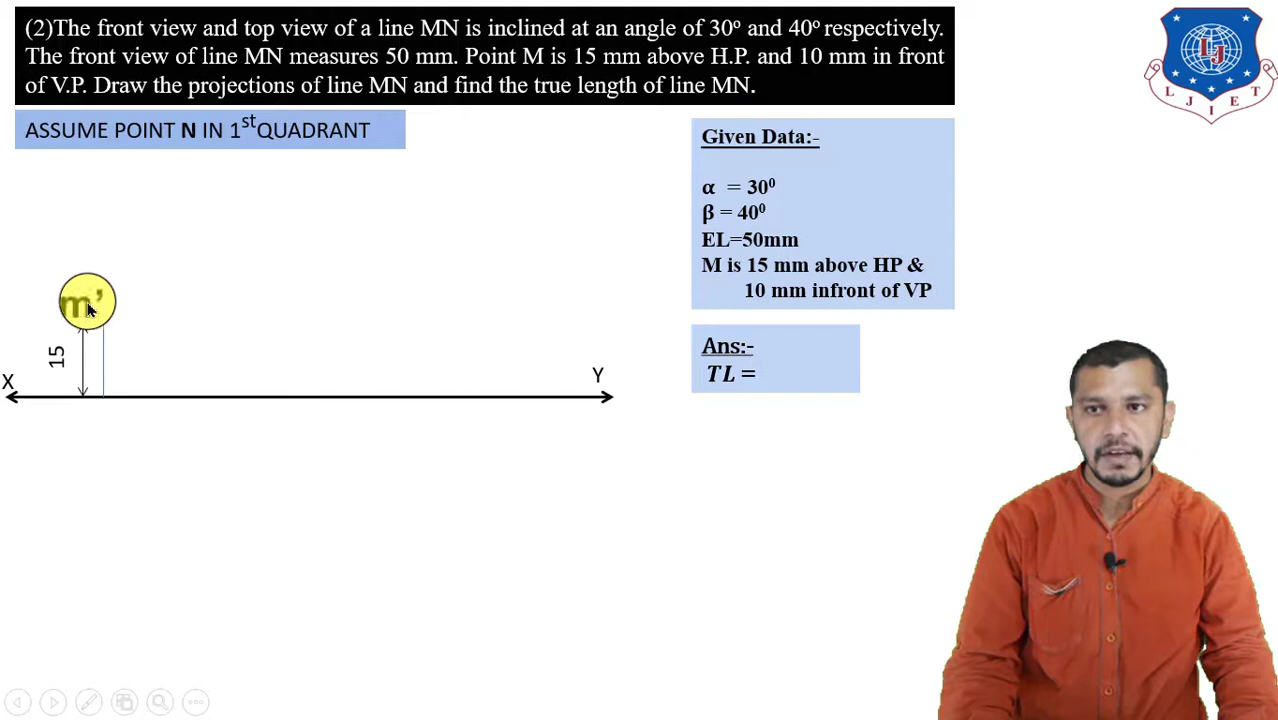 (2)The front view and top view of a line MN is inclined at an angle of 30º and 40º respectively.
The front view of line MN measures 50 mm. Point M is 15 mm above H.P. and 10 mm in front
of V.P. Draw the projections of line MN and find the true length of line MN.
ASSUME POINT N IN 1st QUADRANT
Given Data:-
α = 30⁰
β = 40⁰
EL=50mm
M is 15 mm above HP &
10 mm infront of VP
Ans:-
TL =
m’
15
X
Y
LJ
L J I E T